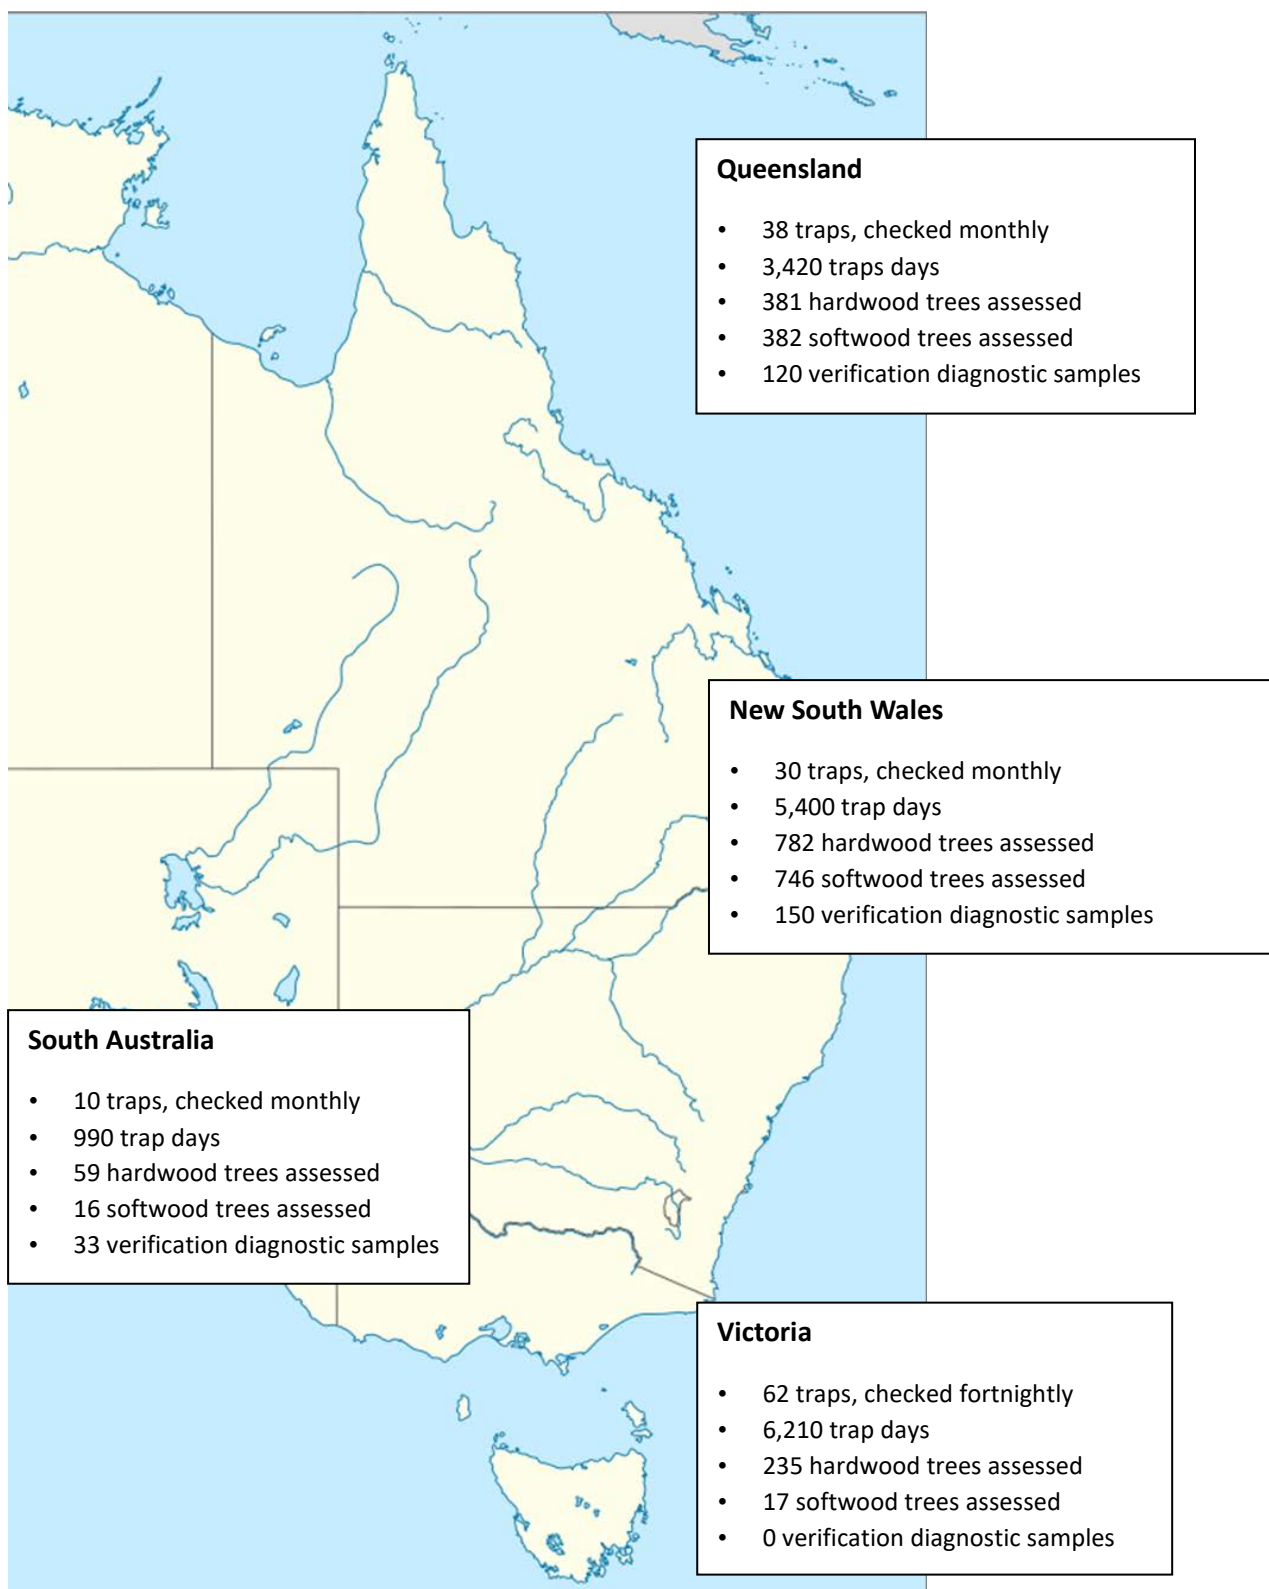 Queensland
• 38 traps, checked monthly
• 3,420 traps days
• 381 hardwood trees assessed
• 382 softwood trees assessed
• 120 verification diagnostic samples
New South Wales
• 30 traps, checked monthly
• 5,400 trap days
• 782 hardwood trees assessed
• 746 softwood trees assessed
• 150 verification diagnostic samples
South Australia
• 10 traps, checked monthly
• 990 trap days
• 59 hardwood trees assessed
• 16 softwood trees assessed
• 33 verification diagnostic samples
Victoria
• 62 traps, checked fortnightly
• 6,210 trap days
• 235 hardwood trees assessed
• 17 softwood trees assessed
• 0 verification diagnostic samples